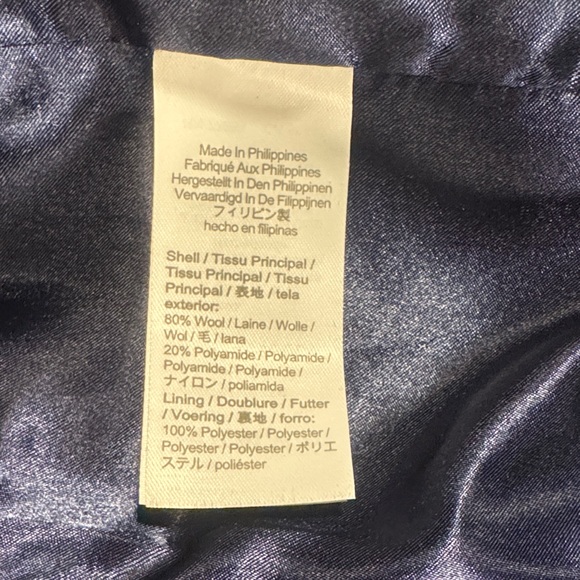 Made In Philippines
Fabriqué Aux Philippines
Hergestellt In Den Philippinen
Vervaardigd In De Filippijnen
フィリピン製
hecho en filipinas
Shell / Tissu Principal /
Tissu Principal / Tissu
Principal / 表地 / tela
exterior:
80% Wool / Laine / Wolle /
Wol / 毛 / lana
20% Polyamide / Polyamide /
Polyamide / Polyamide /
ナイロン / poliamida
Lining / Doublure / Futter
/ Voering / 裏地 / forro:
100% Polyester / Polyester /
Polyester / Polyester / ポリエ
ステル / poliéster